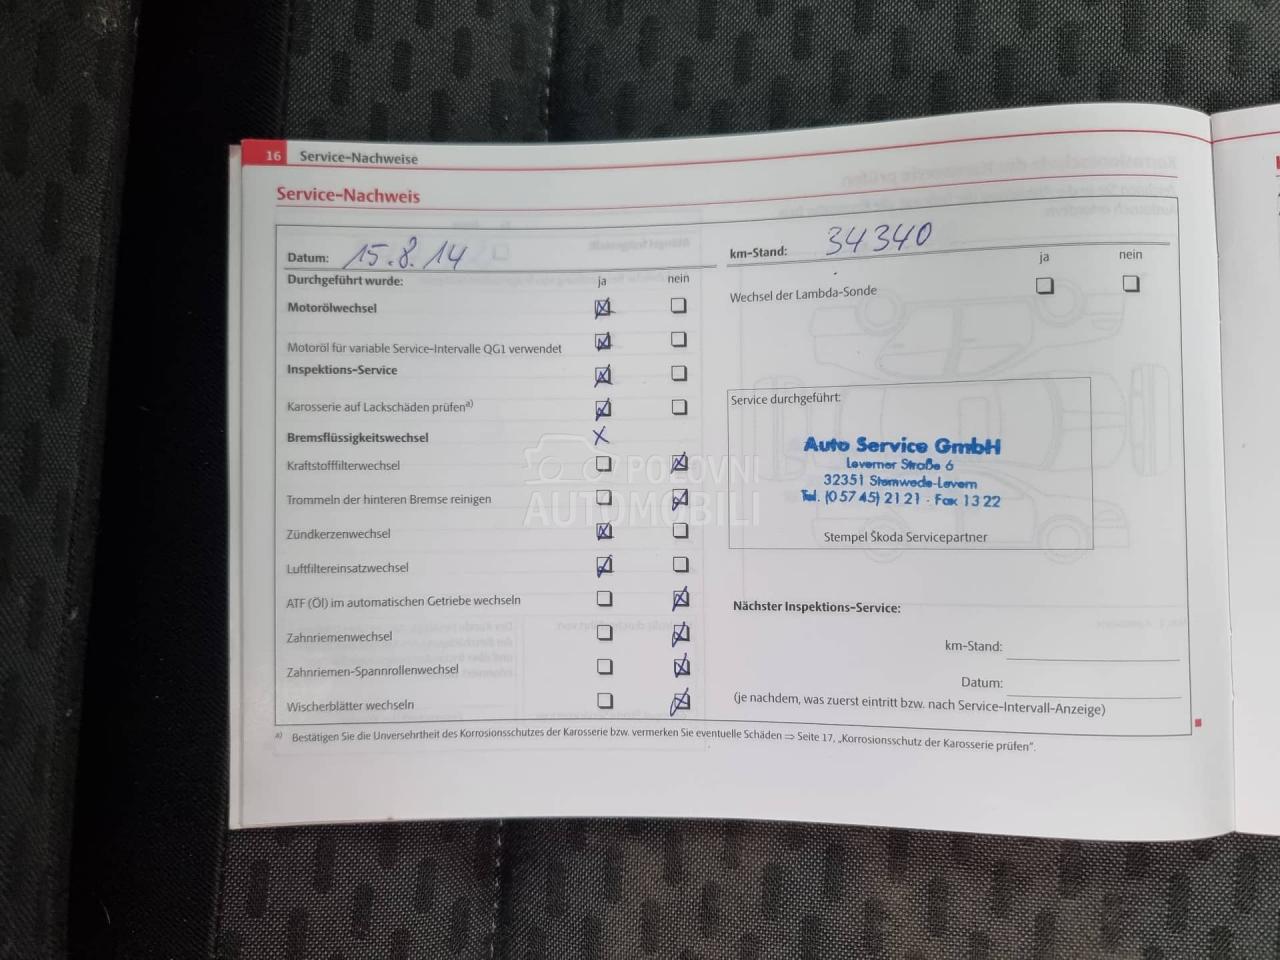 16 Service-Nachweise
Service-Nachweis
Datum: 15.8.14
km-Stand: 34340
Durchgeführt wurde: ja nein
ja nein
Motorölwechsel
Wechsel der Lambda-Sonde
Motoröl für variable Service-Intervalle QG1 verwendet
Inspektions-Service
Karosserie auf Lackschäden prüfen a)
Bremsflüssigkeitswechsel
Kraftstofffilterwechsel
Trommeln der hinteren Bremse reinigen
Zündkerzenwechsel
Luftfiltereinsatzwechsel
ATF (Öl) im automatischen Getriebe wechseln
Zahnriemenwechsel
Zahnriemen-Spannrollenwechsel
Wischerblätter wechseln
Service durchgeführt:
Auto Service GmbH
Leverner Straße 6
32351 Stemwede-Levern
Tel. (05745) 2121 · Fax 1322
Stempel Škoda Servicepartner
Nächster Inspektions-Service:
km-Stand:
Datum:
(je nachdem, was zuerst eintritt bzw. nach Service-Intervall-Anzeige)
a) Bestätigen Sie die Unversehrtheit des Korrosionsschutzes der Karosserie bzw. vermerken Sie eventuelle Schäden ⇒ Seite 17, „Korrosionsschutz der Karosserie prüfen".
POLOVNI
AUTOMOBILI